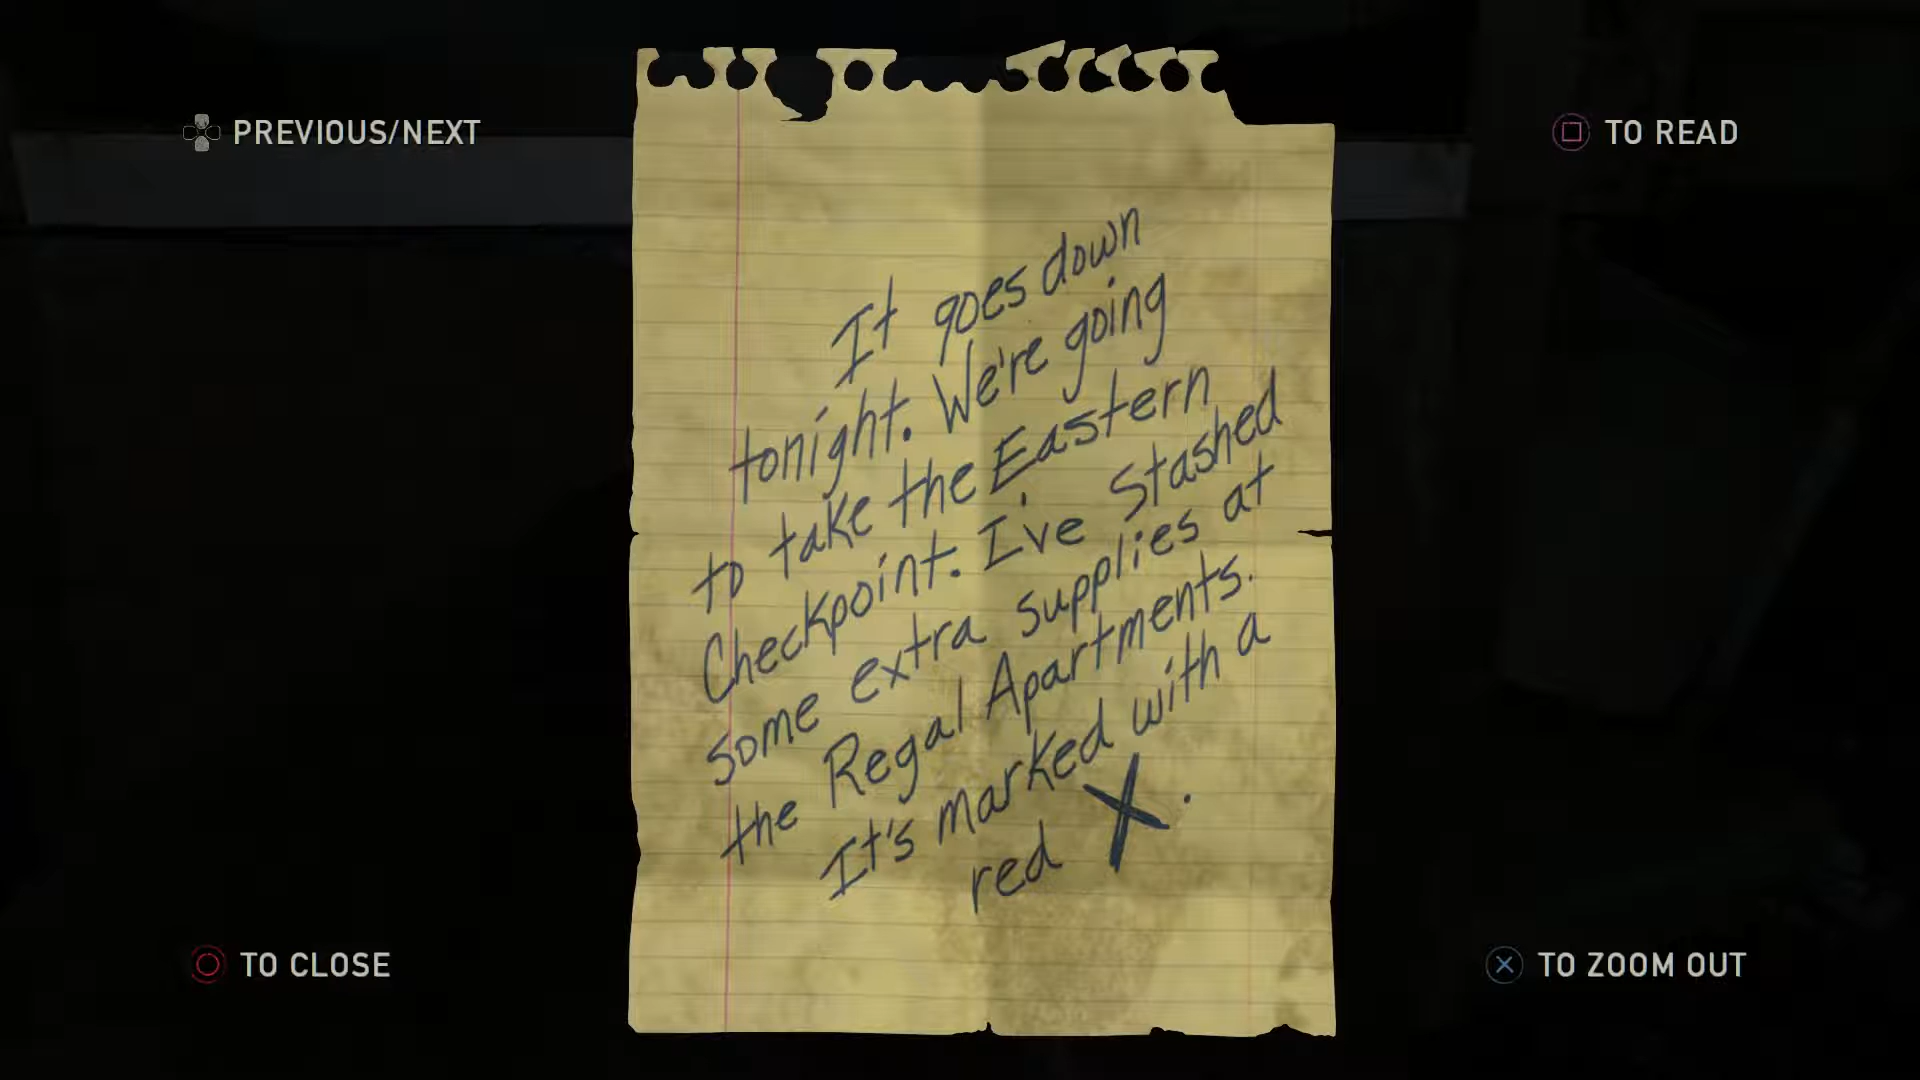 PREVIOUS/NEXT
TO READ
It goes down
tonight. We're going
to take the Eastern
Checkpoint. I've Stashed
some extra supplies at
the Regal Apartments.
It's marked with a
red X.
TO CLOSE
TO ZOOM OUT